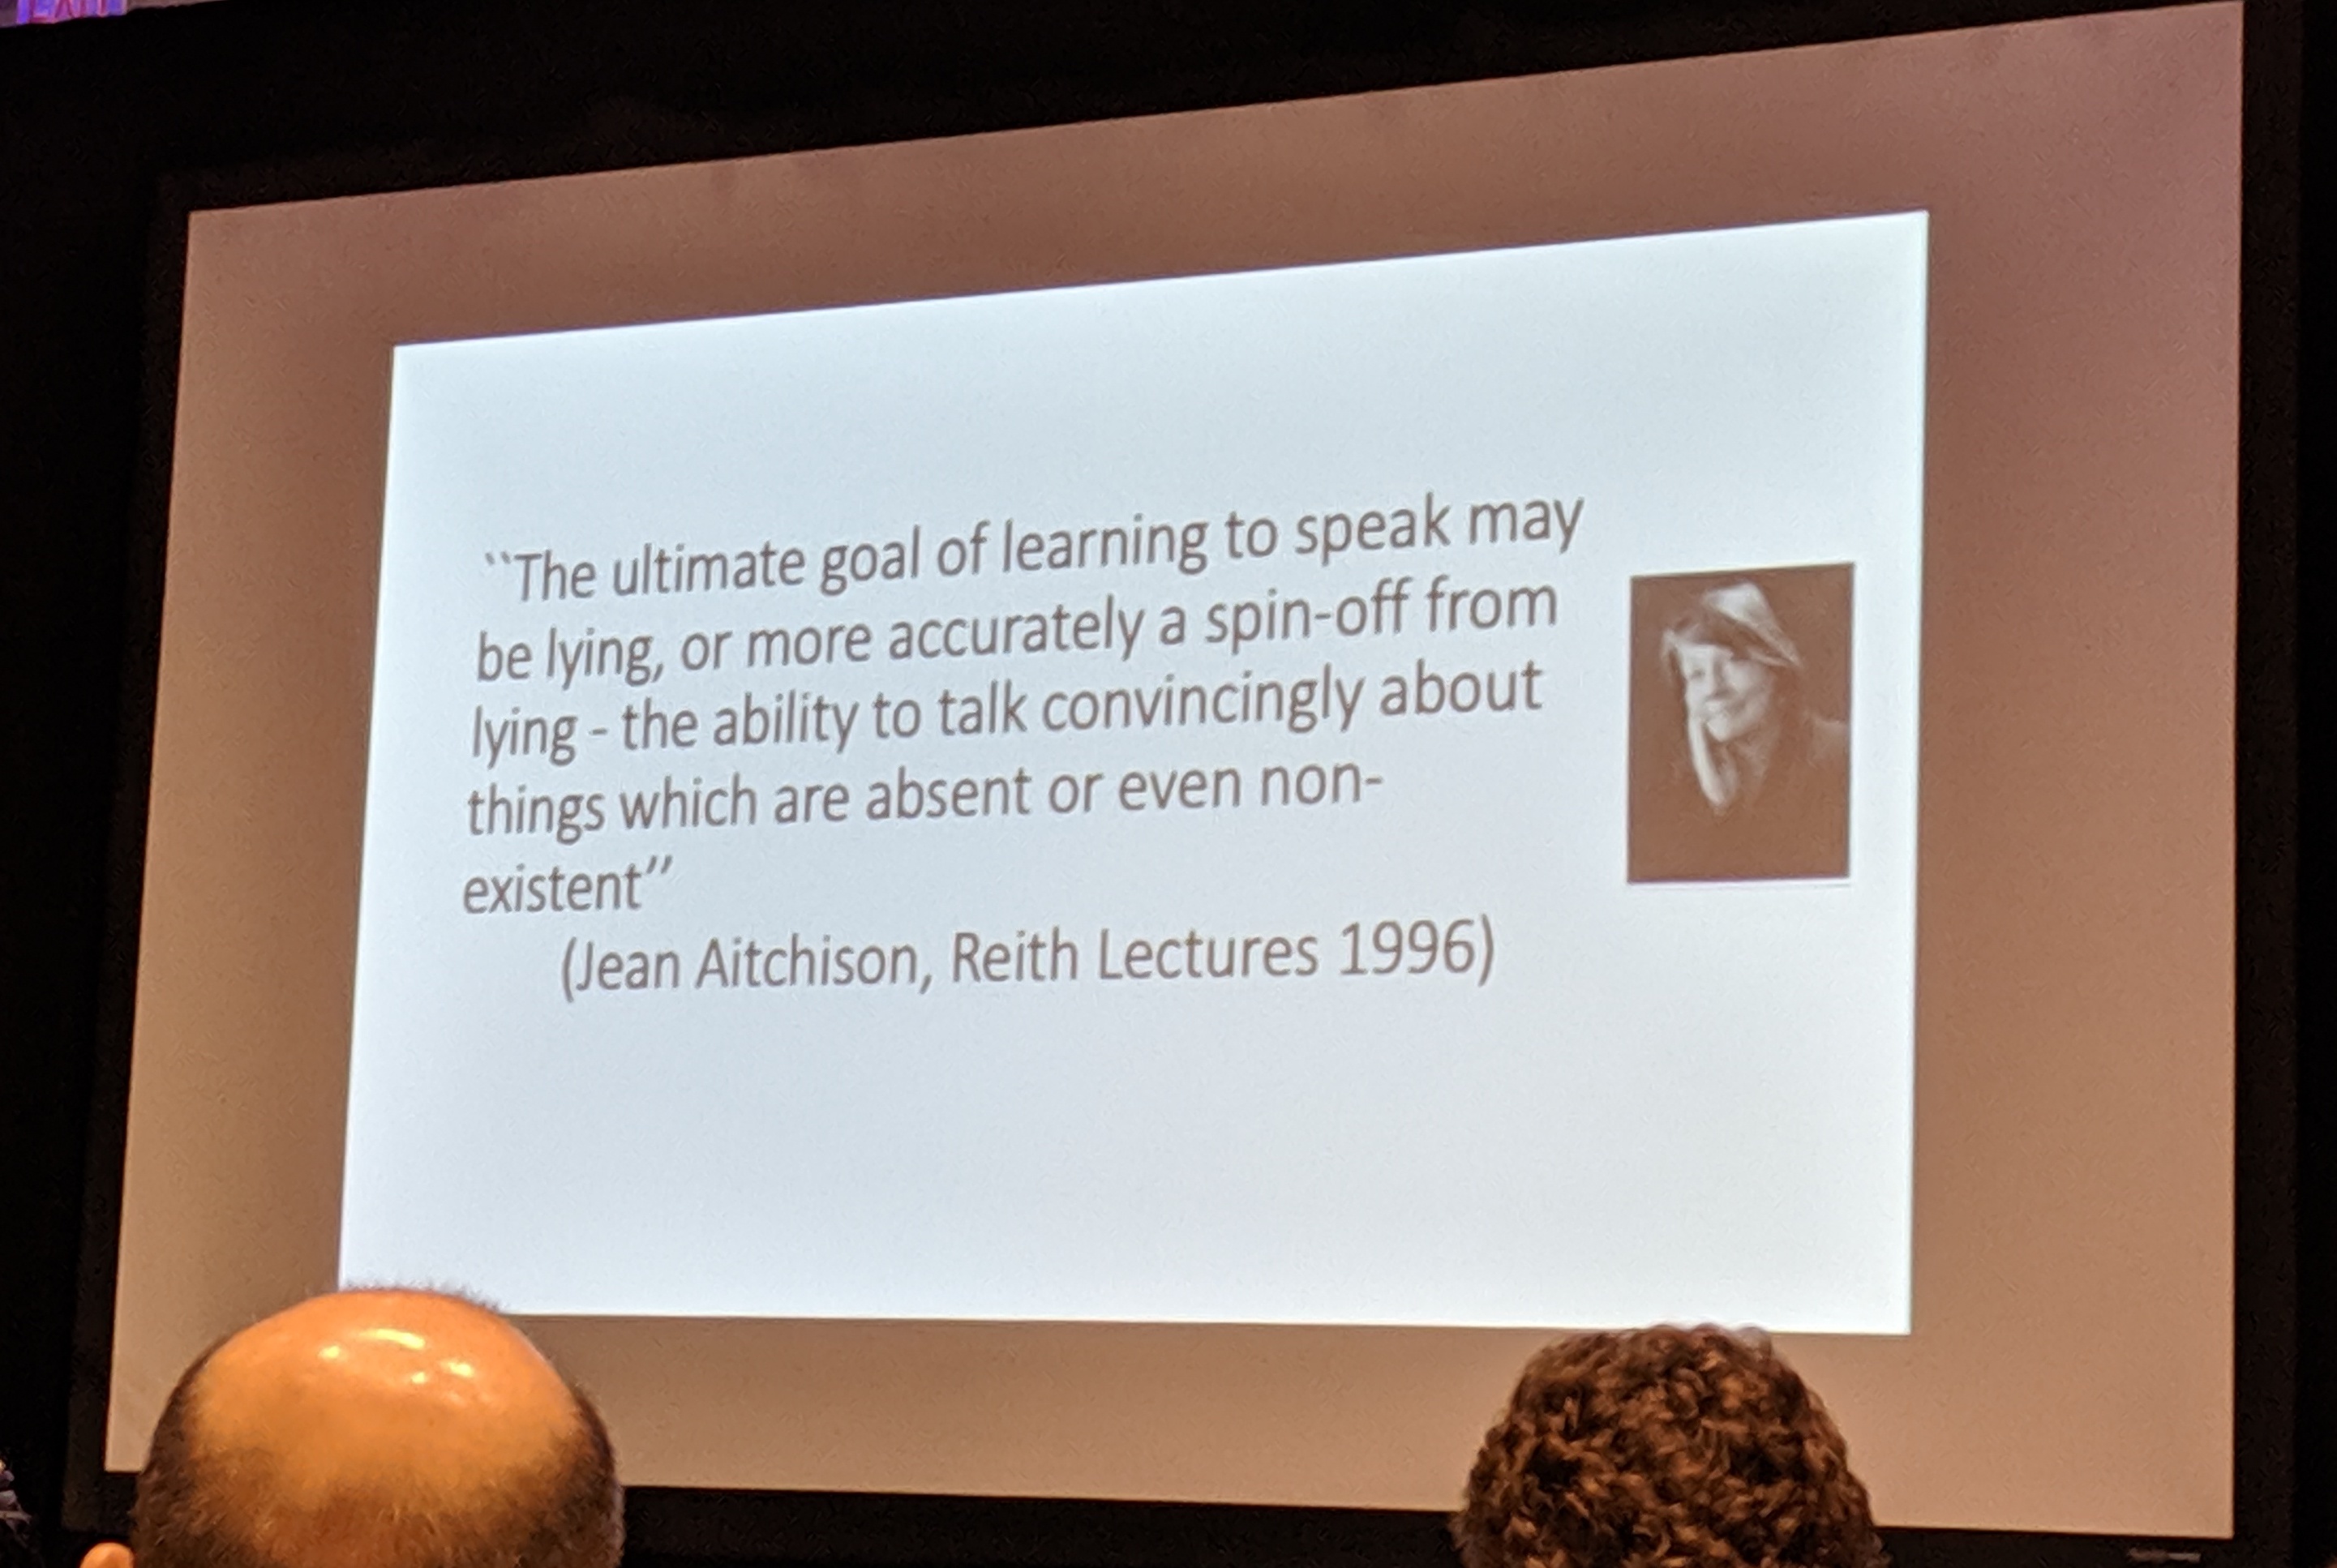 ``The ultimate goal of learning to speak may
be lying, or more accurately a spin-off from
lying - the ability to talk convincingly about
things which are absent or even non-
existent”
(Jean Aitchison, Reith Lectures 1996)